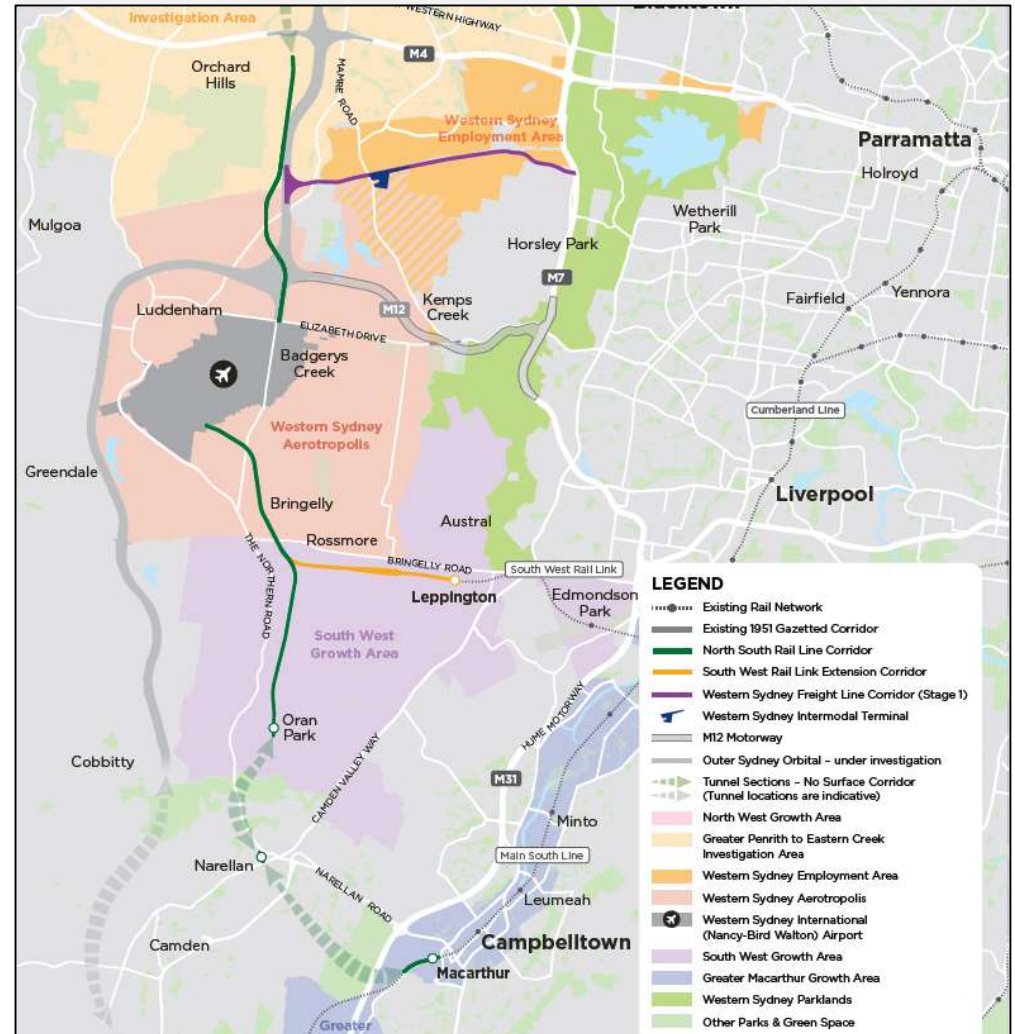 Blacktown
Investigation Area
WESTERN HIGHWAY
M4
Orchard
Hills
MAMRE ROAD
Western Sydney
Employment Area
Parramatta
Holroyd
Mulgoa
Wetherill
Park
Horsley Park
M7
Kemps
Creek
M12
Fairfield
Yennora
Luddenham
ELIZABETH DRIVE
Badgerys
Creek
Cumberland Line
Western Sydney
Aerotropolis
Greendale
Liverpool
Bringelly
Austral
Rossmore
THE NORTHERN ROAD
BRINGELLY ROAD
South West Rail Link
Leppington
Edmondson
Park
South West
Growth Area
Oran
Park
HUME MOTORWAY
Cobbitty
CAMDEN VALLEY WAY
M31
Minto
Main South Line
Narellan
NARELLAN ROAD
Leumeah
Camden
Campbelltown
Macarthur
Greater
LEGEND
Existing Rail Network
Existing 1951 Gazetted Corridor
North South Rail Line Corridor
South West Rail Link Extension Corridor
Western Sydney Freight Line Corridor (Stage 1)
Western Sydney Intermodal Terminal
M12 Motorway
Outer Sydney Orbital – under investigation
Tunnel Sections – No Surface Corridor
(Tunnel locations are indicative)
North West Growth Area
Greater Penrith to Eastern Creek
Investigation Area
Western Sydney Employment Area
Western Sydney Aerotropolis
Western Sydney International
(Nancy-Bird Walton) Airport
South West Growth Area
Greater Macarthur Growth Area
Western Sydney Parklands
Other Parks & Green Space